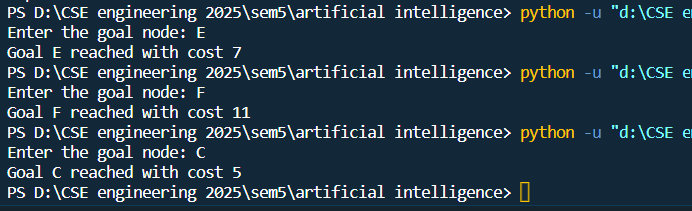 PS D:\CSE engineering 2025\sem5\artificial intelligence> python -u "d:\CSE
Enter the goal node: E
Goal E reached with cost 7
PS D:\CSE engineering 2025\sem5\artificial intelligence> python -u "d:\CSE
Enter the goal node: F
Goal F reached with cost 11
PS D:\CSE engineering 2025\sem5\artificial intelligence> python -u "d:\CSE
Enter the goal node: C
Goal C reached with cost 5
PS D:\CSE engineering 2025\sem5\artificial intelligence>